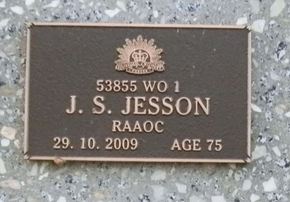 53855 WO 1
J. S. JESSON
RAAOC
29. 10. 2009 AGE 75